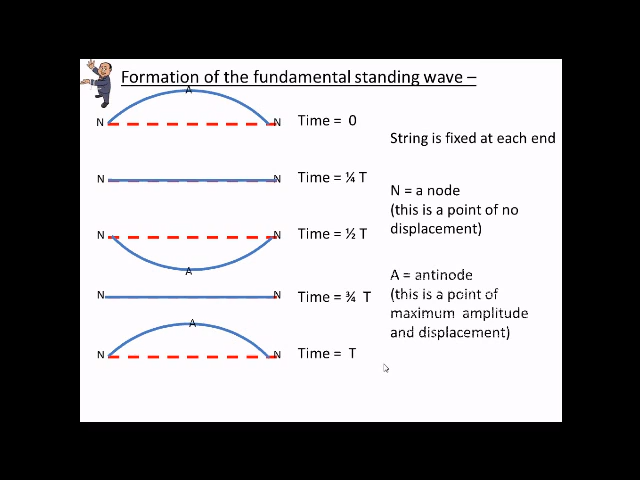 Formation of the fundamental standing wave –
A
N N Time = 0
String is fixed at each end
N N Time = ¼ T
N = a node
(this is a point of no
displacement)
N N Time = ½ T
A
A = antinode
(this is a point of
maximum amplitude
and displacement)
N N Time = ¾ T
A
N N Time = T